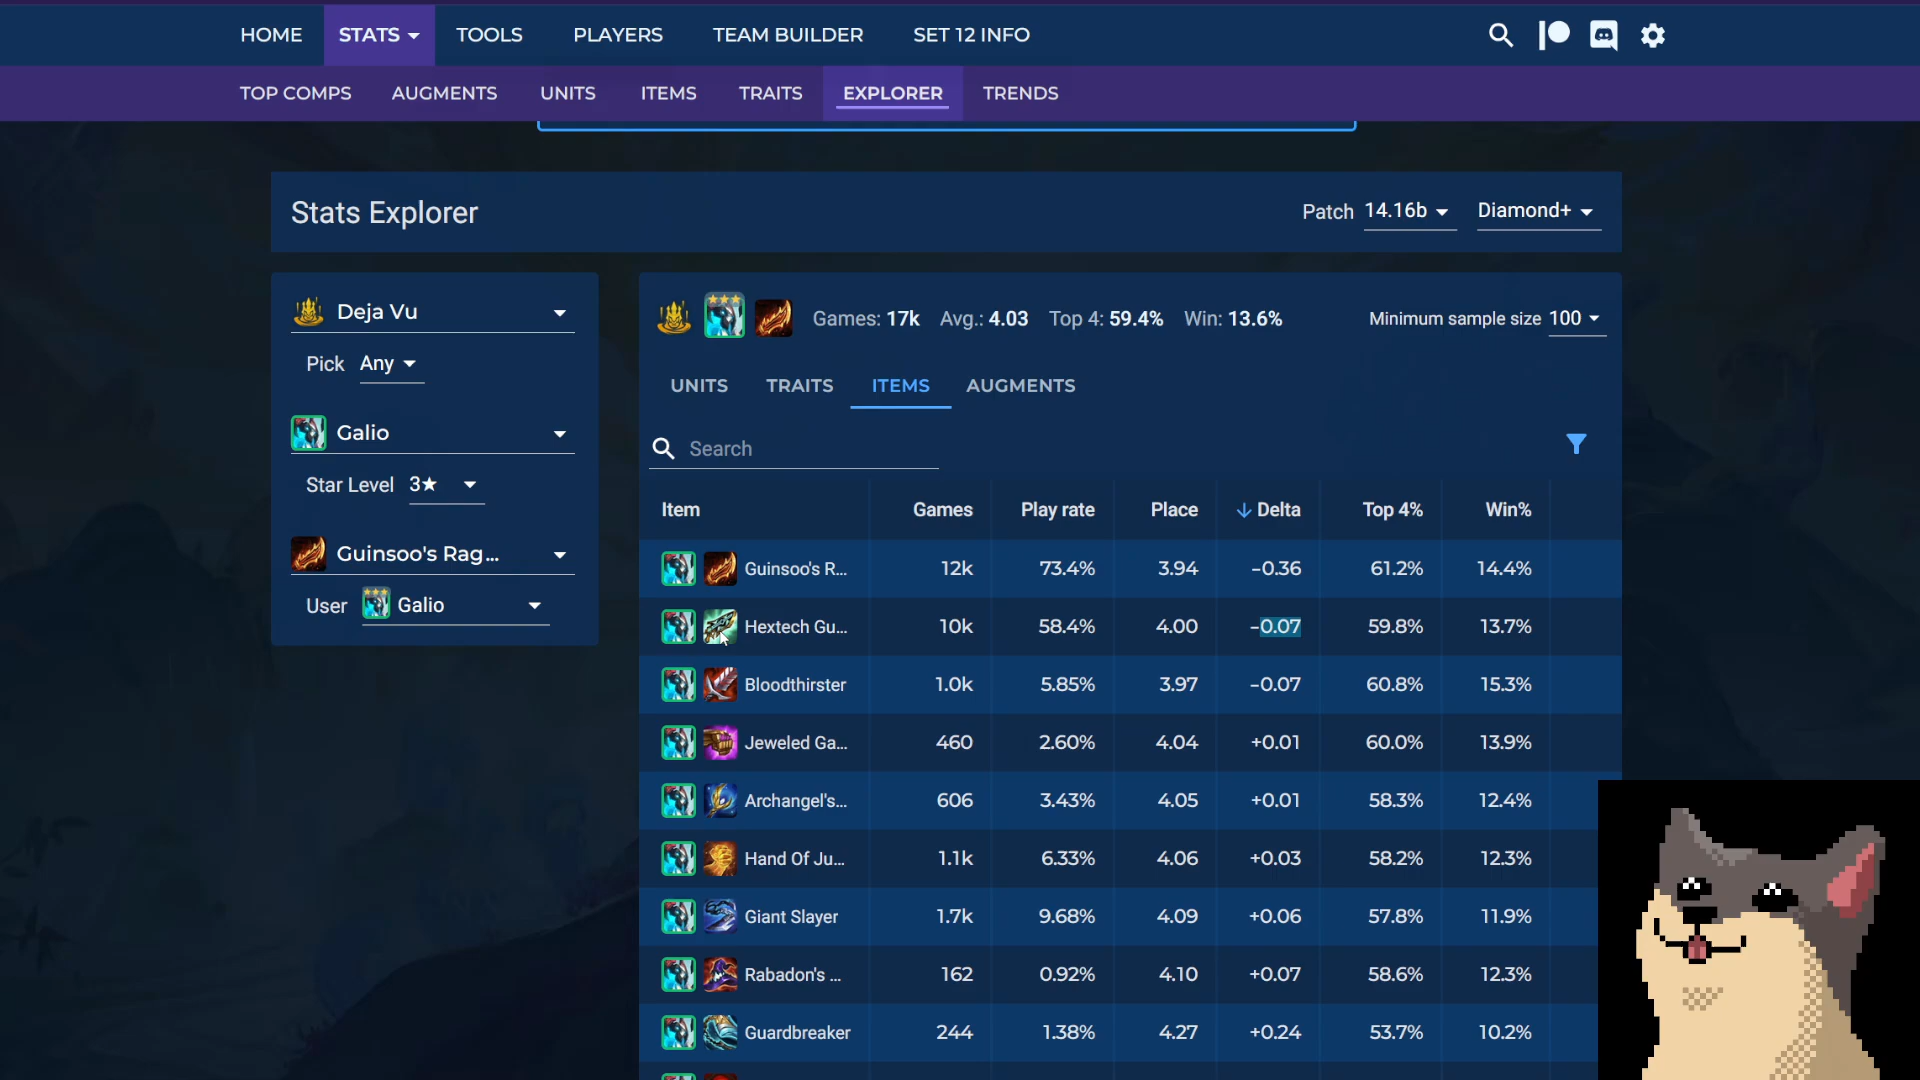 HOME STATS TOOLS PLAYERS TEAM BUILDER SET 12 INFO
TOP COMPS AUGMENTS UNITS ITEMS TRAITS EXPLORER TRENDS
Stats Explorer Patch 14.16b Diamond+
Deja Vu
Pick Any
Galio
Star Level 3★
Guinsoo's Rag...
User Galio
Games: 17k Avg.: 4.03 Top 4: 59.4% Win: 13.6% Minimum sample size 100
UNITS TRAITS ITEMS AUGMENTS
Search
Item Games Play rate Place Delta Top 4% Win%
Guinsoo's R... 12k 73.4% 3.94 -0.36 61.2% 14.4%
Hextech Gu... 10k 58.4% 4.00 -0.07 59.8% 13.7%
Bloodthirster 1.0k 5.85% 3.97 -0.07 60.8% 15.3%
Jeweled Ga... 460 2.60% 4.04 +0.01 60.0% 13.9%
Archangel's... 606 3.43% 4.05 +0.01 58.3% 12.4%
Hand Of Ju... 1.1k 6.33% 4.06 +0.03 58.2% 12.3%
Giant Slayer 1.7k 9.68% 4.09 +0.06 57.8% 11.9%
Rabadon's ... 162 0.92% 4.10 +0.07 58.6% 12.3%
Guardbreaker 244 1.38% 4.27 +0.24 53.7% 10.2%